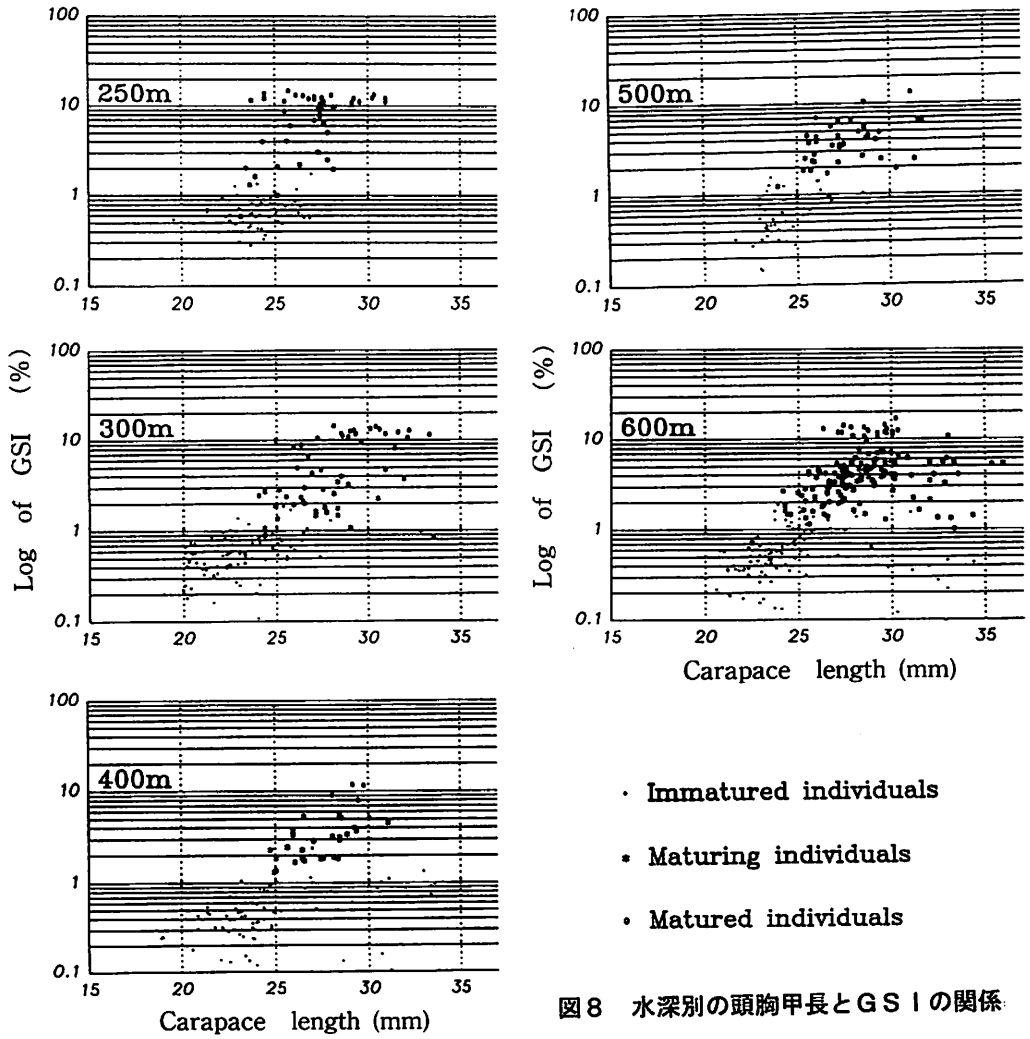 100
10
1
0.1
250m
15 20 25 30 35
100
10
1
0.1
500m
15 20 25 30 35
Log of GSI (%)
100
10
1
0.1
300m
15 20 25 30 35
Log of GSI (%)
100
10
1
0.1
600m
15 20 25 30 35
Carapace length (mm)
100
10
1
0.1
400m
15 20 25 30 35
Carapace length (mm)
Immatured individuals
Maturing individuals
Matured individuals
図8 水深別の頭胸甲長とGSIの関係